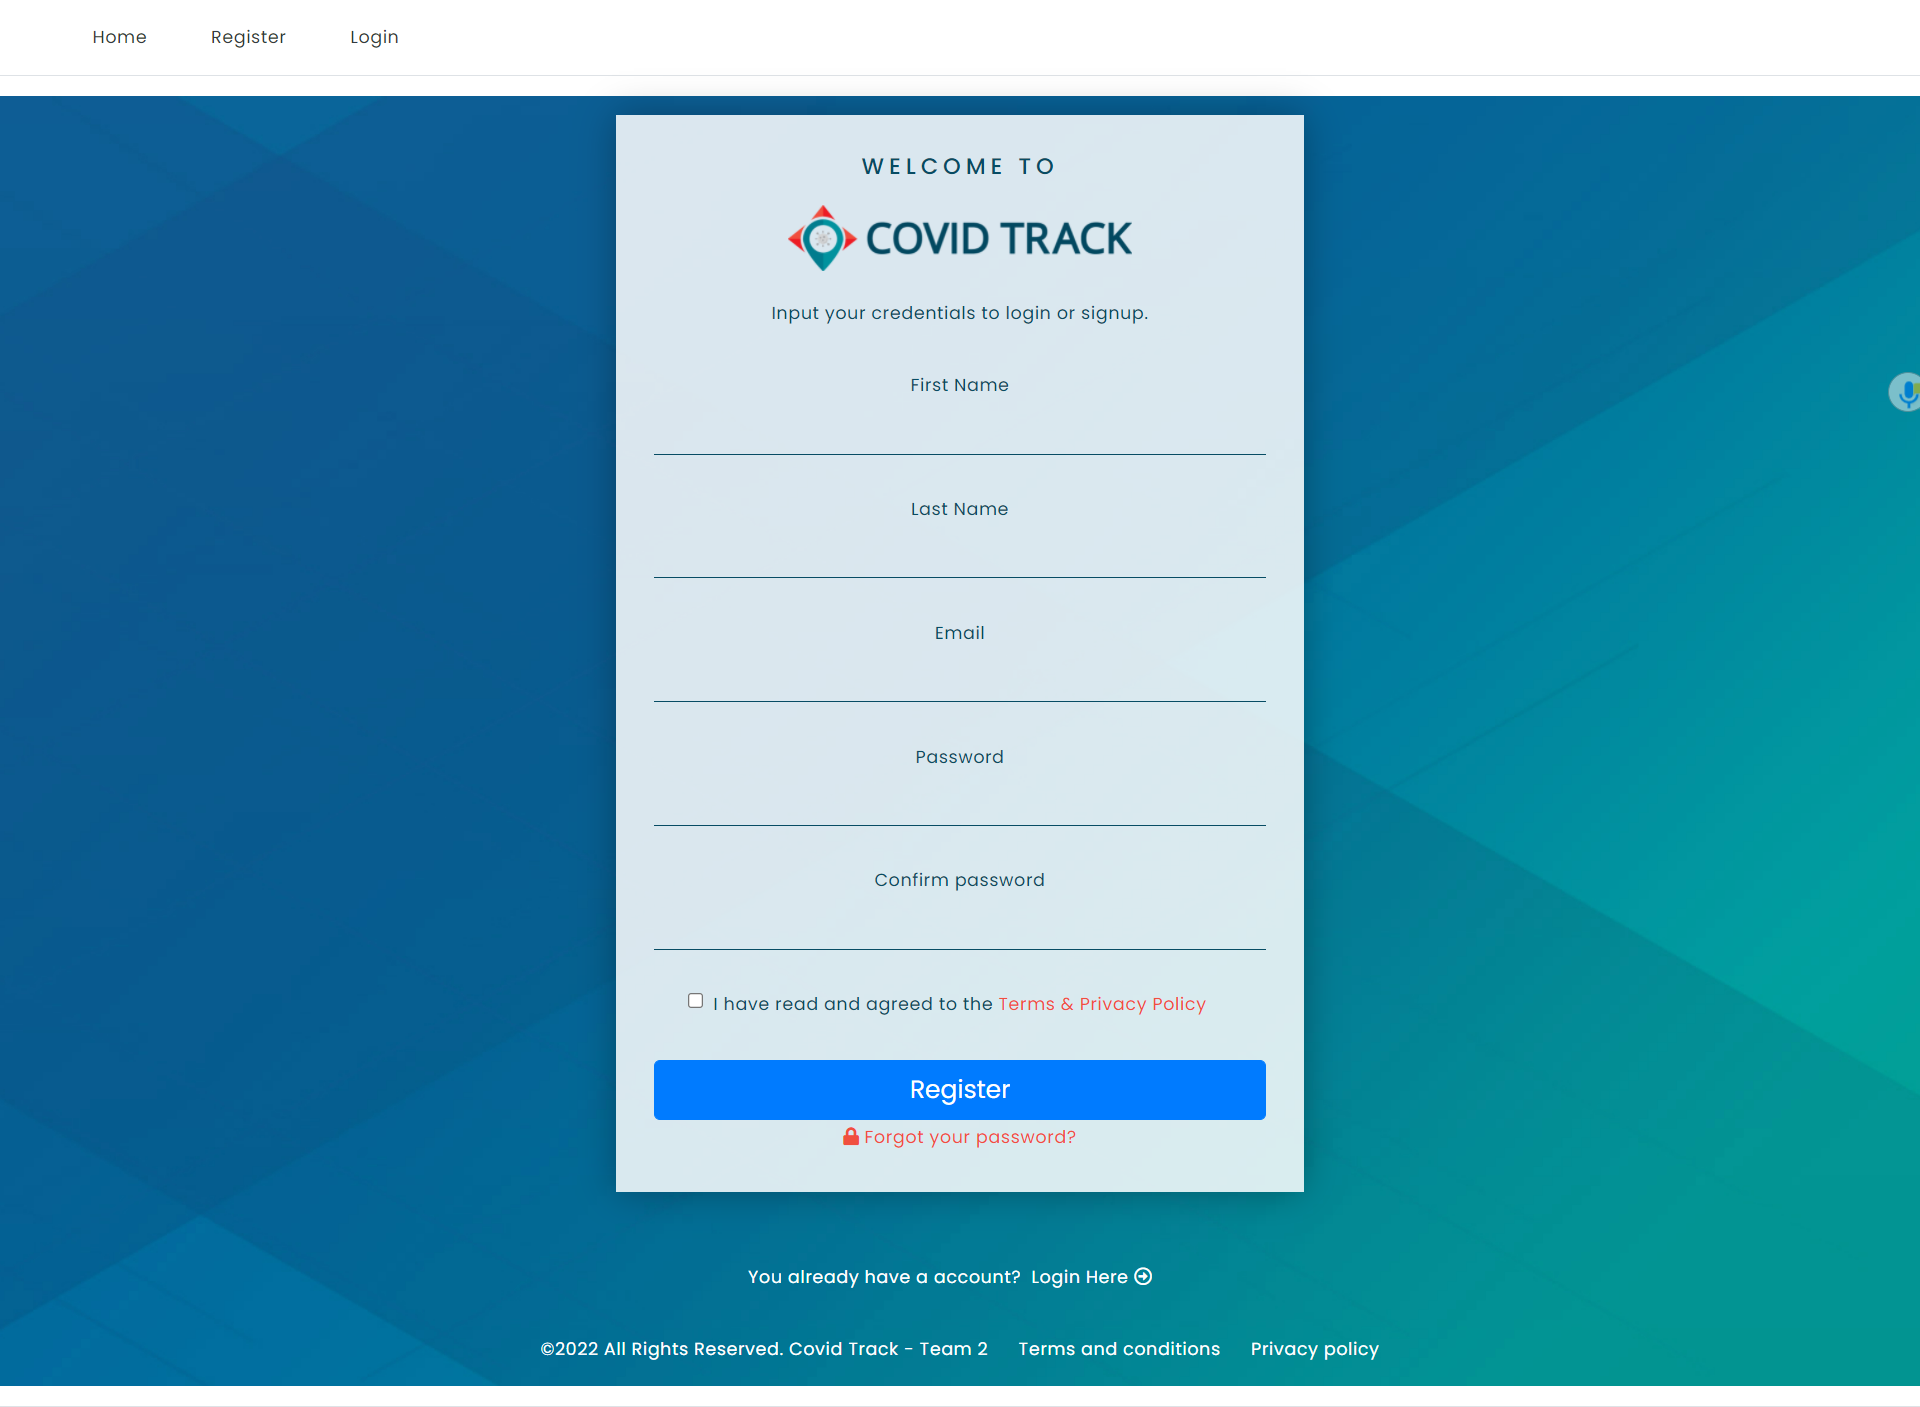 Home Register Login
WELCOME TO
COVID TRACK
Input your credentials to login or signup.
First Name
Last Name
Email
Password
Confirm password
I have read and agreed to the Terms & Privacy Policy
Register
Forgot your password?
You already have a account? Login Here
©2022 All Rights Reserved. Covid Track - Team 2 Terms and conditions Privacy policy